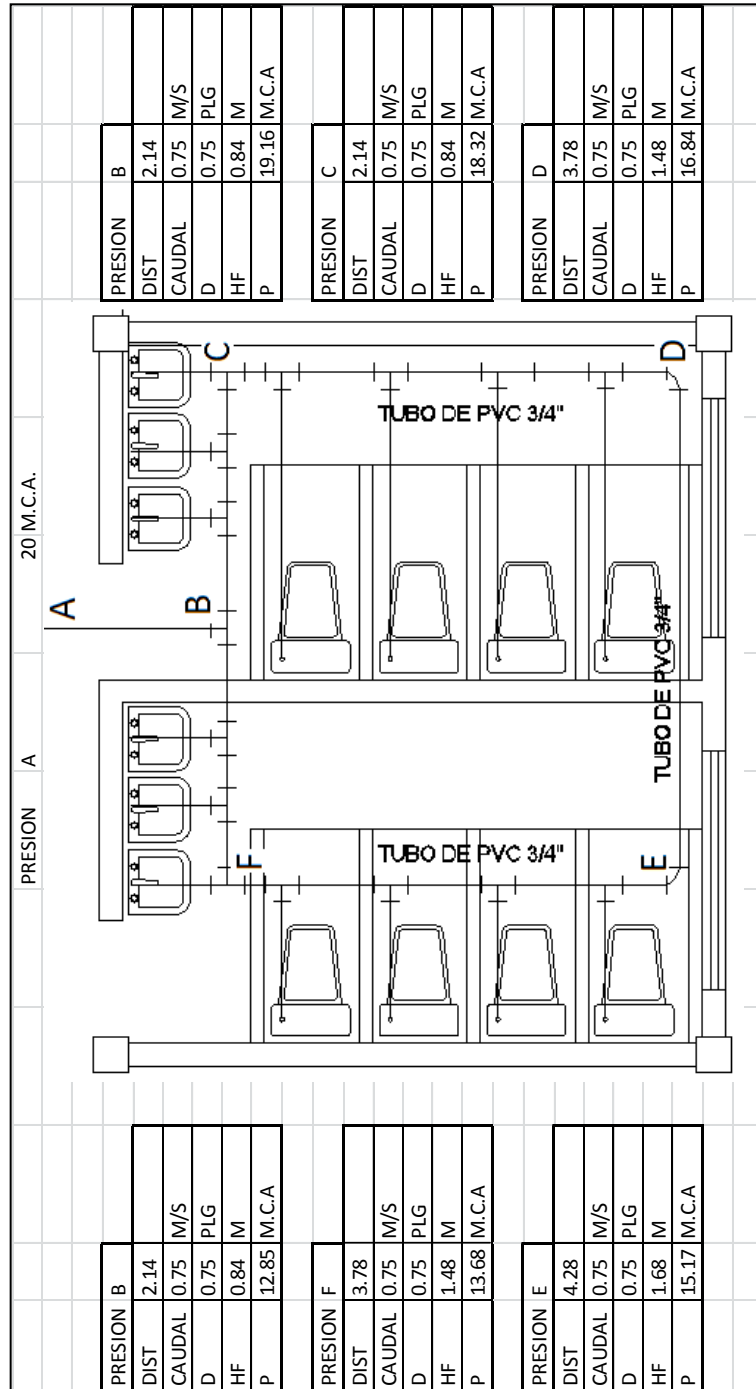 PRESION A 20 M.C.A.
PRESION B
DIST 2.14
CAUDAL 0.75 M/S
D 0.75 PLG
HF 0.84 M
P 12.85 M.C.A
PRESION F
DIST 3.78
CAUDAL 0.75 M/S
D 0.75 PLG
HF 1.48 M
P 13.68 M.C.A
PRESION E
DIST 4.28
CAUDAL 0.75 M/S
D 0.75 PLG
HF 1.68 M
P 15.17 M.C.A
A
B
C
F
TUBO DE PVC 3/4"
TUBO DE PVC 3/4"
E
TUBO DE PVC 3/4"
D
PRESION B
DIST 2.14
CAUDAL 0.75 M/S
D 0.75 PLG
HF 0.84 M
P 19.16 M.C.A
PRESION C
DIST 2.14
CAUDAL 0.75 M/S
D 0.75 PLG
HF 0.84 M
P 18.32 M.C.A
PRESION D
DIST 3.78
CAUDAL 0.75 M/S
D 0.75 PLG
HF 1.48 M
P 16.84 M.C.A